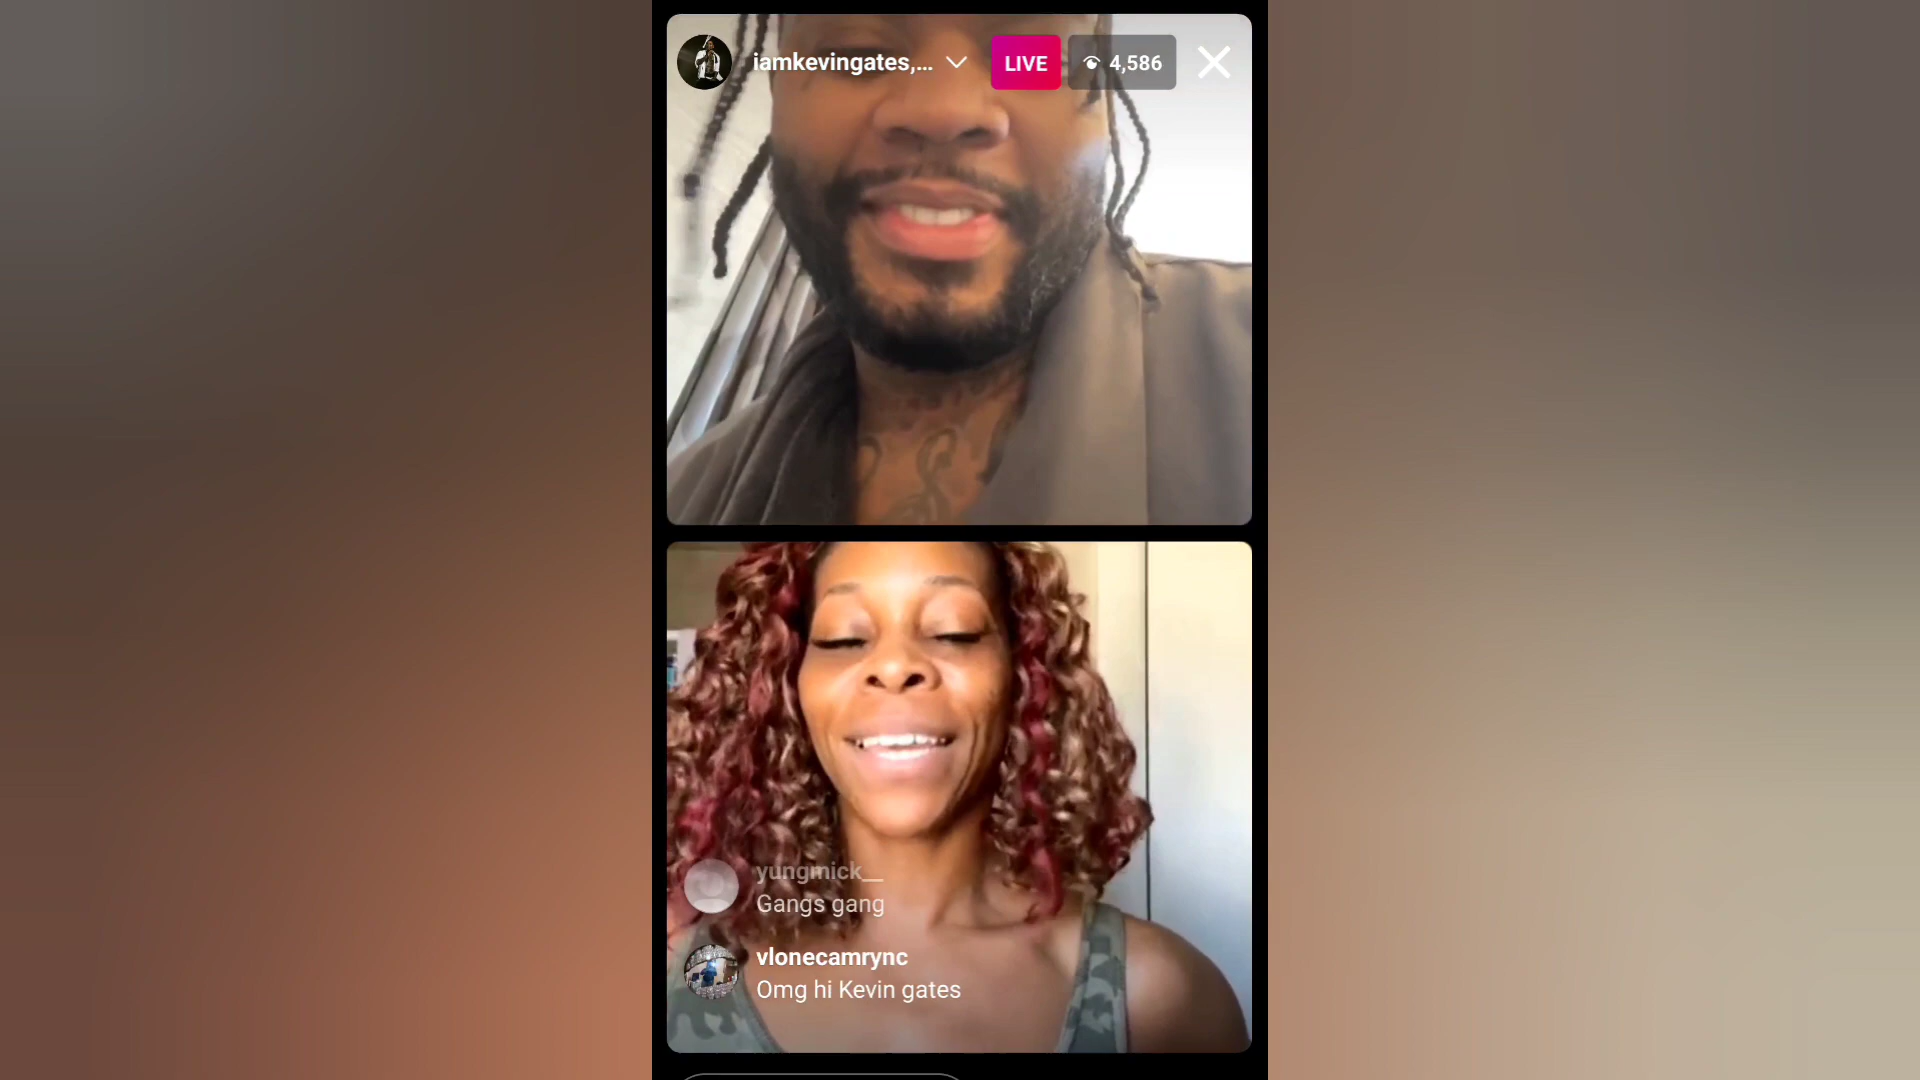 iamkevingates,... LIVE 4,586
yungmick__
Gangs gang
vlonecamrync
Omg hi Kevin gates